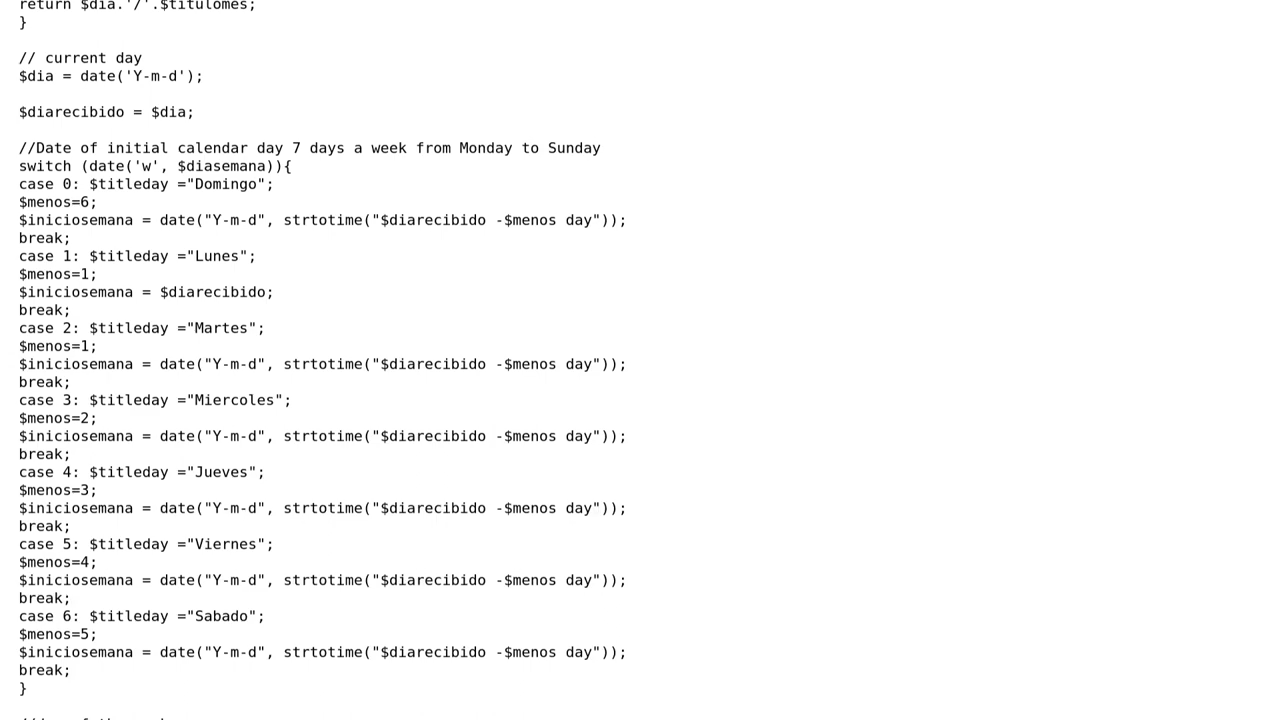 return $dia.'/'.$titulomes;
}
// current day
$dia = date('Y-m-d');
$diarecibido = $dia;
//Date of initial calendar day 7 days a week from Monday to Sunday
switch (date('w', $diasemana)){
case 0: $titleday ="Domingo";
$menos=6;
$iniciosemana = date("Y-m-d", strtotime("$diarecibido -$menos day"));
break;
case 1: $titleday ="Lunes";
$menos=1;
$iniciosemana = $diarecibido;
break;
case 2: $titleday ="Martes";
$menos=1;
$iniciosemana = date("Y-m-d", strtotime("$diarecibido -$menos day"));
break;
case 3: $titleday ="Miercoles";
$menos=2;
$iniciosemana = date("Y-m-d", strtotime("$diarecibido -$menos day"));
break;
case 4: $titleday ="Jueves";
$menos=3;
$iniciosemana = date("Y-m-d", strtotime("$diarecibido -$menos day"));
break;
case 5: $titleday ="Viernes";
$menos=4;
$iniciosemana = date("Y-m-d", strtotime("$diarecibido -$menos day"));
break;
case 6: $titleday ="Sabado";
$menos=5;
$iniciosemana = date("Y-m-d", strtotime("$diarecibido -$menos day"));
break;
}